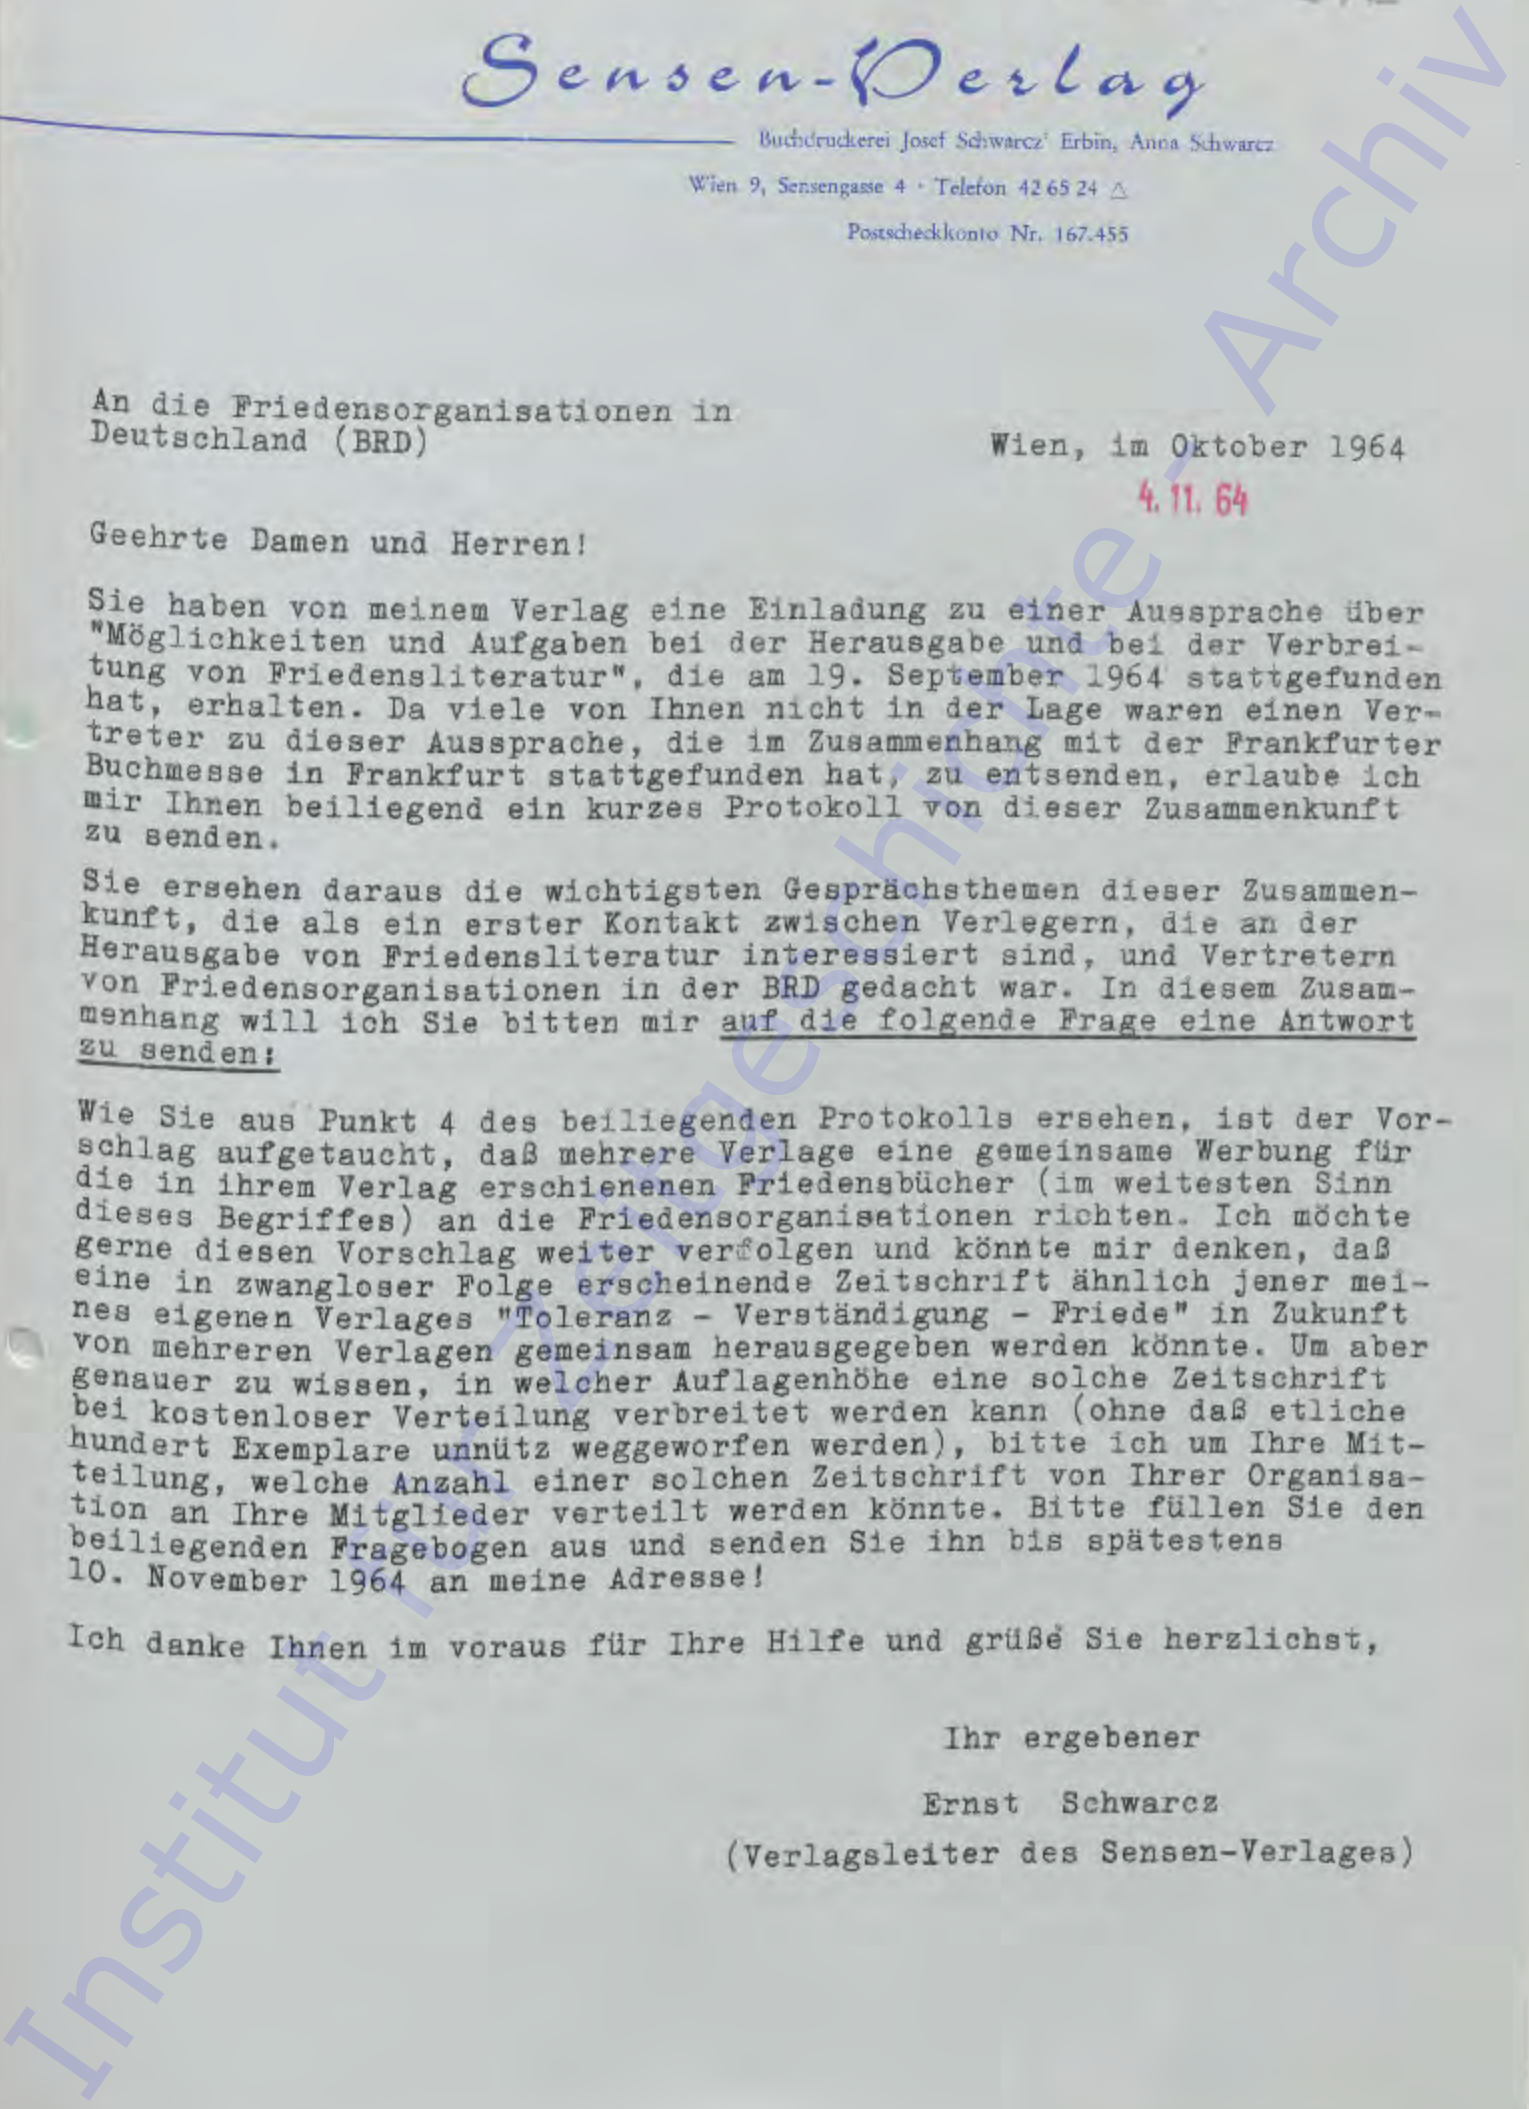 Sensen-Verlag
Buchdruckerei Josef Schwarcz' Erbin, Anna Schwarcz
Wien 9, Sensengasse 4 · Telefon 42 65 24 △
Postscheckkonto Nr. 167.455
An die Friedensorganisationen in
Deutschland (BRD)
Wien, im Oktober 1964
4. 11. 64
Geehrte Damen und Herren!
Sie haben von meinem Verlag eine Einladung zu einer Aussprache über
"Möglichkeiten und Aufgaben bei der Herausgabe und bei der Verbrei-
tung von Friedensliteratur", die am 19. September 1964 stattgefunden
hat, erhalten. Da viele von Ihnen nicht in der Lage waren einen Ver-
treter zu dieser Aussprache, die im Zusammenhang mit der Frankfurter
Buchmesse in Frankfurt stattgefunden hat, zu entsenden, erlaube ich
mir Ihnen beiliegend ein kurzes Protokoll von dieser Zusammenkunft
zu senden.
Sie ersehen daraus die wichtigsten Gesprächsthemen dieser Zusammen-
kunft, die als ein erster Kontakt zwischen Verlegern, die an der
Herausgabe von Friedensliteratur interessiert sind, und Vertretern
von Friedensorganisationen in der BRD gedacht war. In diesem Zusam-
menhang will ich Sie bitten mir auf die folgende Frage eine Antwort
zu senden:
Wie Sie aus Punkt 4 des beiliegenden Protokolls ersehen, ist der Vor-
schlag aufgetaucht, daß mehrere Verlage eine gemeinsame Werbung für
die in ihrem Verlag erschienenen Friedensbücher (im weitesten Sinn
dieses Begriffes) an die Friedensorganisationen richten. Ich möchte
gerne diesen Vorschlag weiter verfolgen und könnte mir denken, daß
eine in zwangloser Folge erscheinende Zeitschrift ähnlich jener mei-
nes eigenen Verlages "Toleranz - Verständigung - Friede" in Zukunft
von mehreren Verlagen gemeinsam herausgegeben werden könnte. Um aber
genauer zu wissen, in welcher Auflagenhöhe eine solche Zeitschrift
bei kostenloser Verteilung verbreitet werden kann (ohne daß etliche
hundert Exemplare unnütz weggeworfen werden), bitte ich um Ihre Mit-
teilung, welche Anzahl einer solchen Zeitschrift von Ihrer Organisa-
tion an Ihre Mitglieder verteilt werden könnte. Bitte füllen Sie den
beiliegenden Fragebogen aus und senden Sie ihn bis spätestens
10. November 1964 an meine Adresse!
Ich danke Ihnen im voraus für Ihre Hilfe und grüße Sie herzlichst,
Ihr ergebener
Ernst Schwarcz
(Verlagsleiter des Sensen-Verlages)
Institut für Zeitgeschichte - Archiv